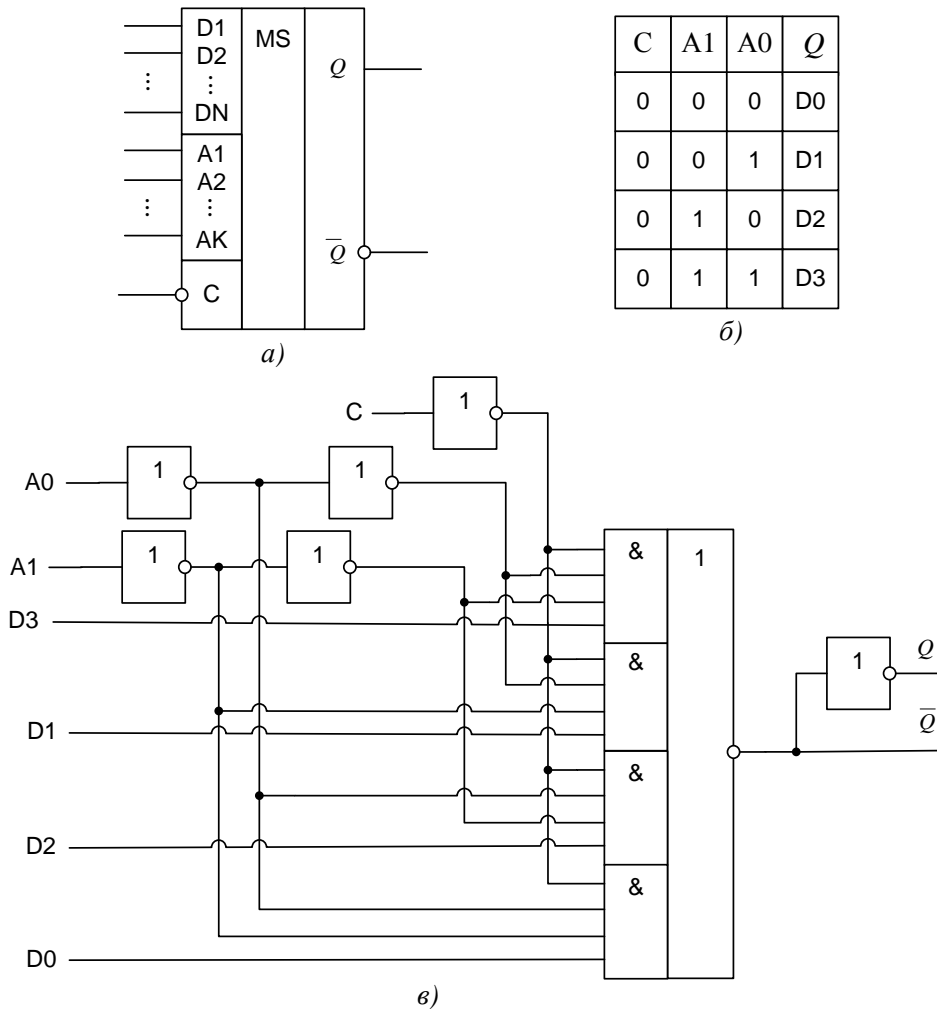 D1
D2
⋮
⋮
DN
A1
A2
⋮
⋮
AK
C
MS
Q
Q̅
а)
C A1 A0 Q
0 0 0 D0
0 0 1 D1
0 1 0 D2
0 1 1 D3
б)
C
1
A0
1
1
A1
1
1
D3
D1
D2
D0
&
&
&
&
1
1
Q
Q̅
в)